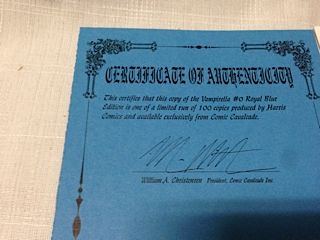 CERTIFICATE OF AUTHENTICITY
This certifies that this copy of the Vampirella #0 Royal Blue
Edition is one of a limited run of 100 copies produced by Harris
Comics and available exclusively from Comic Cavalcade.
William A. Christensen President, Comic Cavalcade Inc.